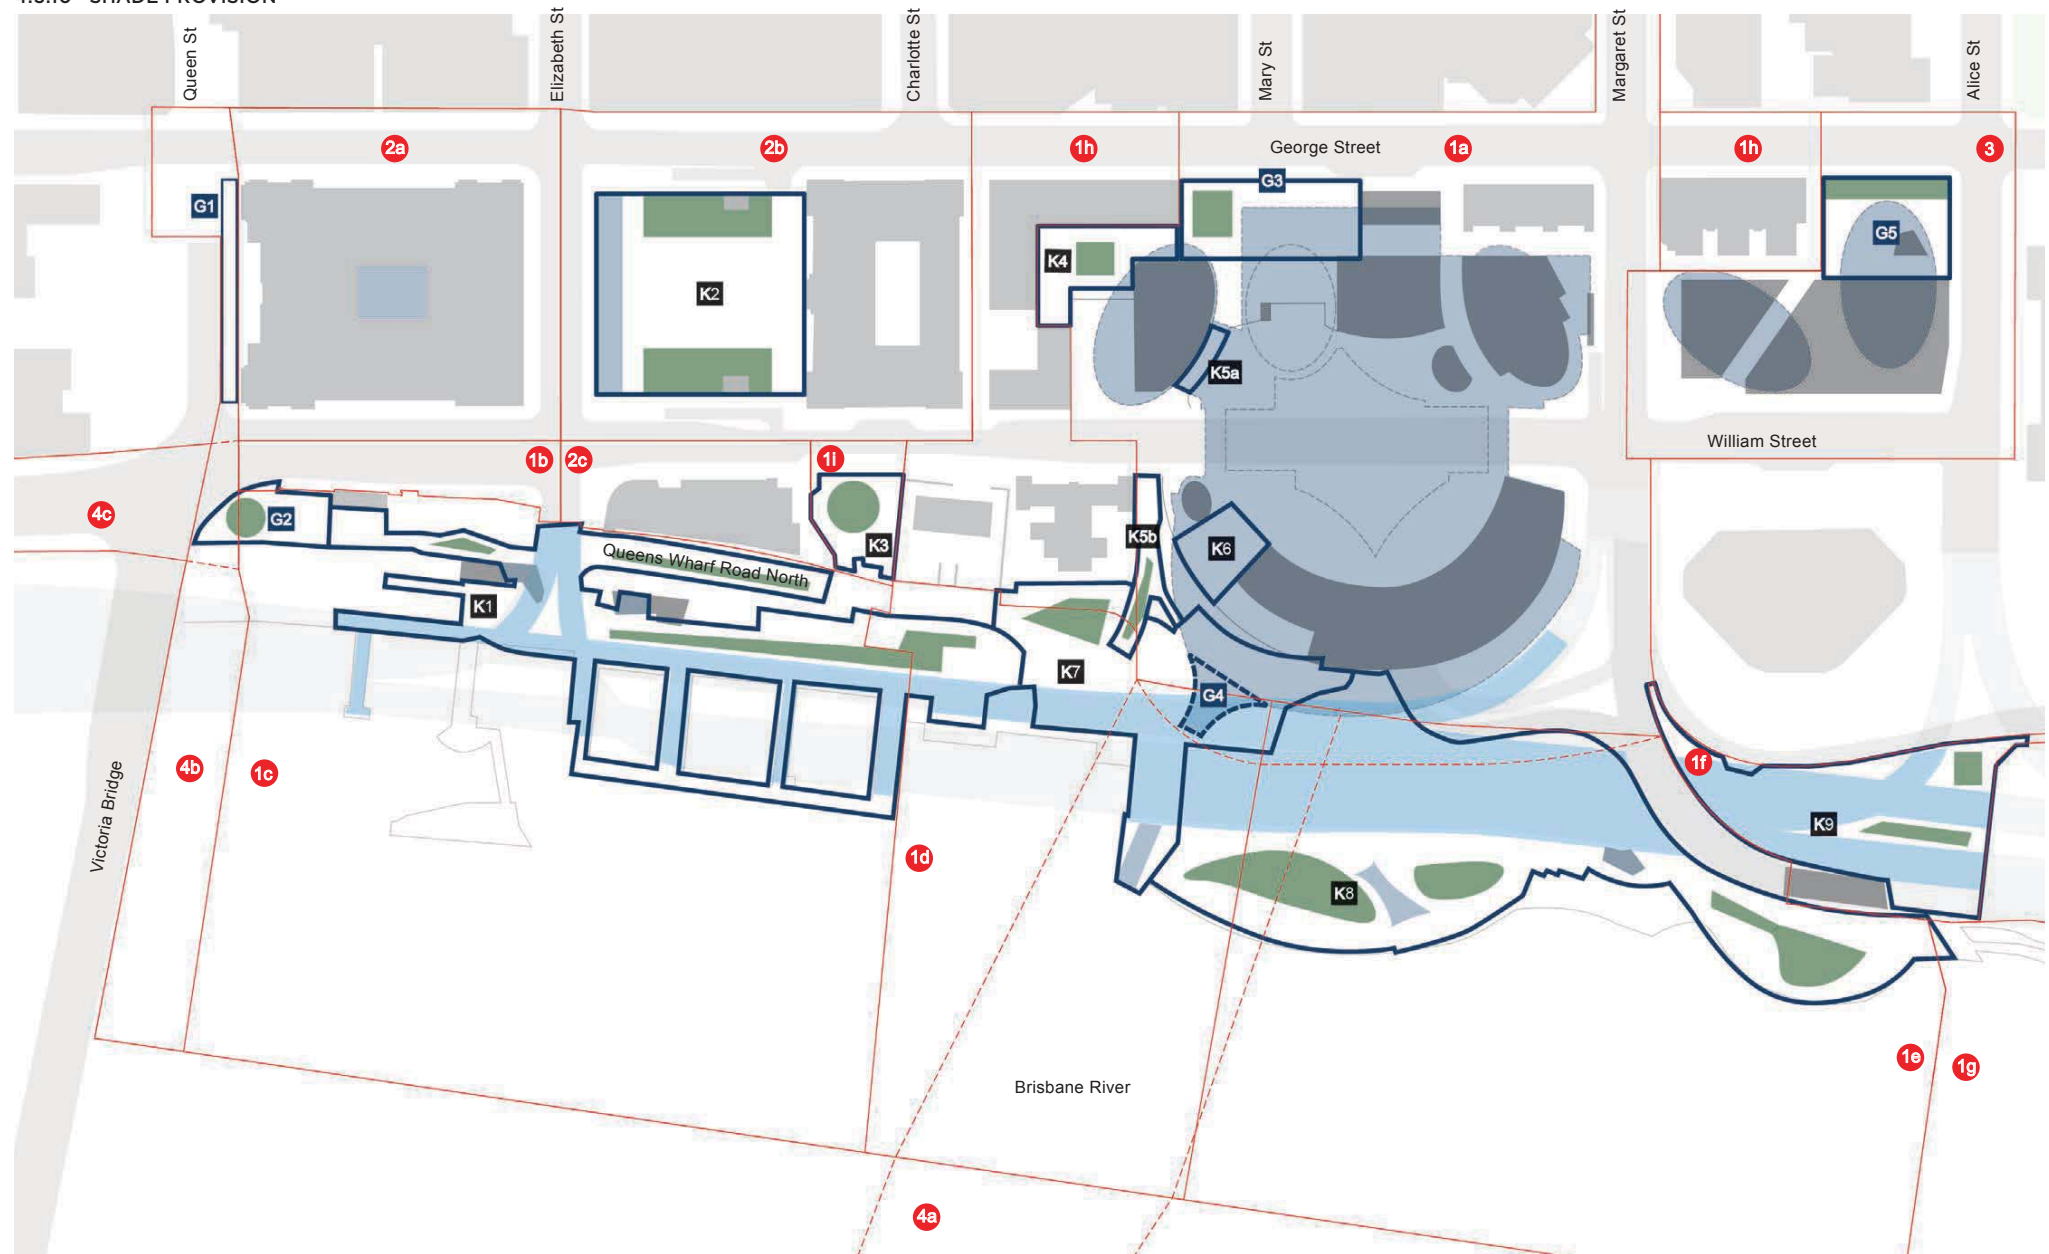 Queen St
Elizabeth St
Charlotte St
Mary St
Margaret St
Alice St
2a
2b
1h
George Street
1a
1h
3
G1
G3
G5
K4
K2
K5a
William Street
1b
2c
1i
4c
G2
K3
K5b
K6
Queens Wharf Road North
K1
K7
G4
4b
1c
1f
Victoria Bridge
K9
1d
K8
1e
1g
Brisbane River
4a